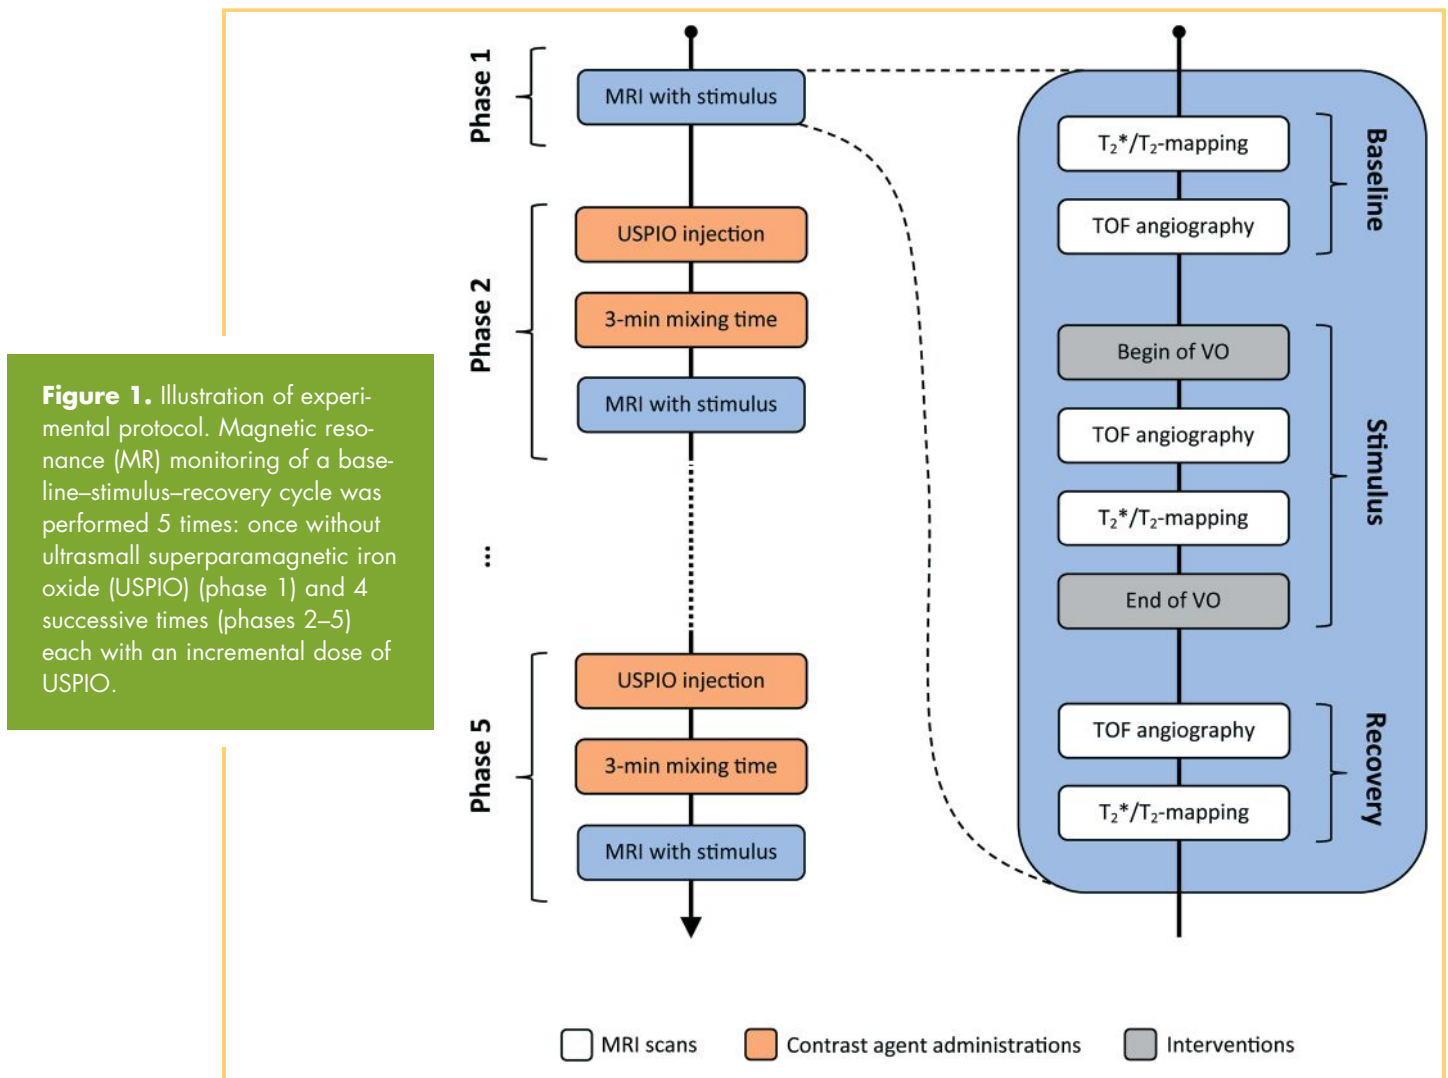 Figure 1. Illustration of experi-
mental protocol. Magnetic reso-
nance (MR) monitoring of a base-
line–stimulus–recovery cycle was
performed 5 times: once without
ultrasmall superparamagnetic iron
oxide (USPIO) (phase 1) and 4
successive times (phases 2–5)
each with an incremental dose of
USPIO.
Phase 1
MRI with stimulus
Phase 2
USPIO injection
3-min mixing time
MRI with stimulus
...
Phase 5
USPIO injection
3-min mixing time
MRI with stimulus
Baseline
T₂*/T₂-mapping
TOF angiography
Stimulus
Begin of VO
TOF angiography
T₂*/T₂-mapping
End of VO
Recovery
TOF angiography
T₂*/T₂-mapping
MRI scans
Contrast agent administrations
Interventions